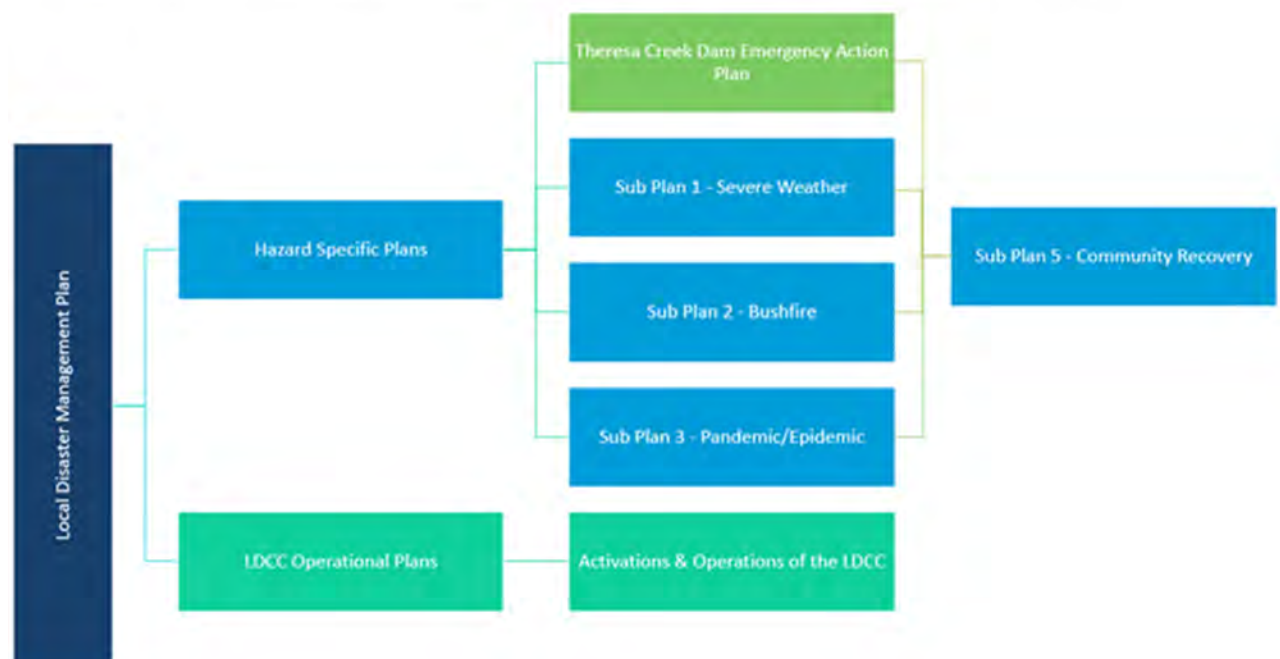 Local Disaster Management Plan
Hazard Specific Plans
Theresa Creek Dam Emergency Action
Plan
Sub Plan 1 - Severe Weather
Sub Plan 2 - Bushfire
Sub Plan 3 - Pandemic/Epidemic
Sub Plan 5 - Community Recovery
LDCC Operational Plans
Activations & Operations of the LDCC